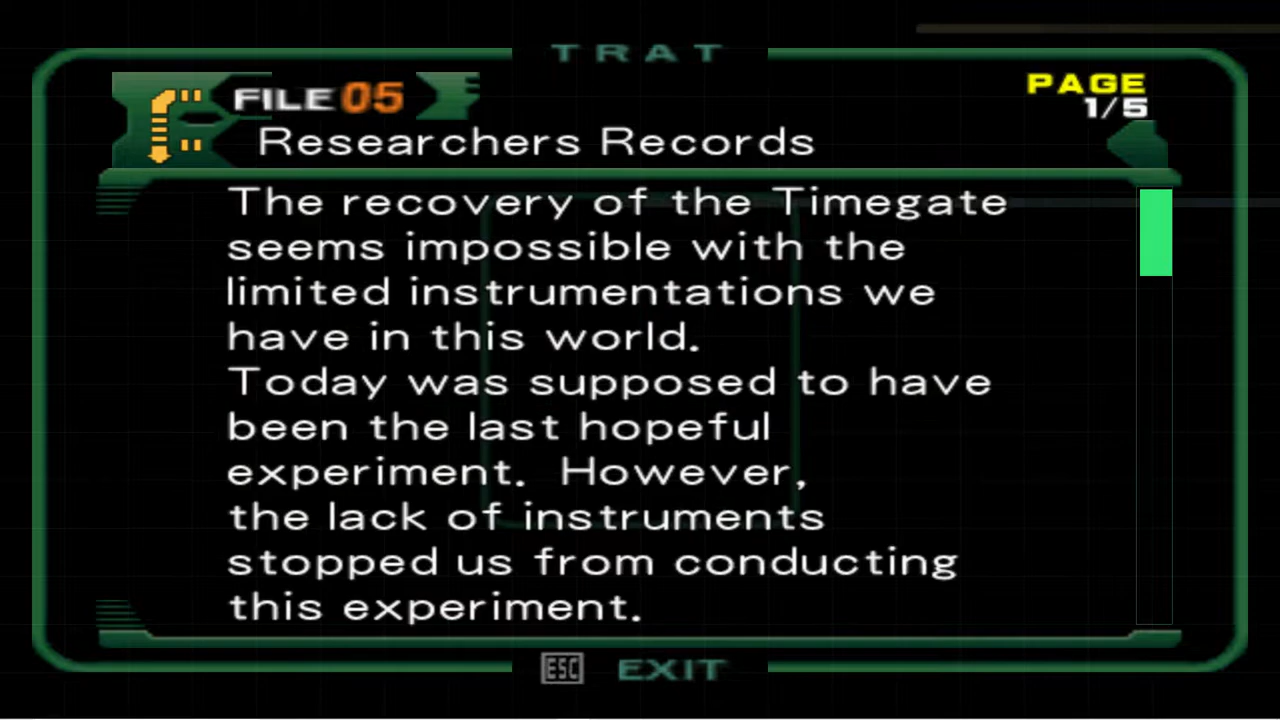 TRAT
FILE 05
PAGE
1/5
Researchers Records
The recovery of the Timegate
seems impossible with the
limited instrumentations we
have in this world.
Today was supposed to have
been the last hopeful
experiment.  However,
the lack of instruments
stopped us from conducting
this experiment.
ESC EXIT